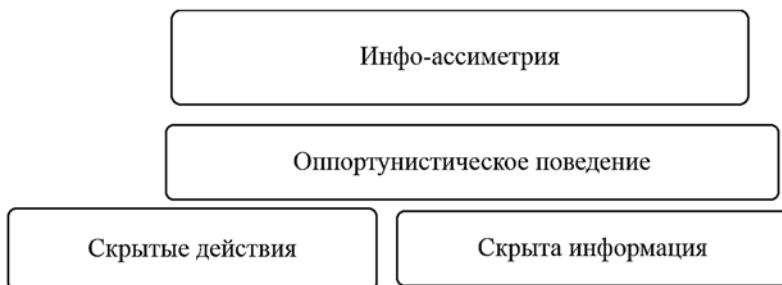 Инфо-ассиметрия
Оппортунистическое поведение
Скрытые действия
Скрыта информация